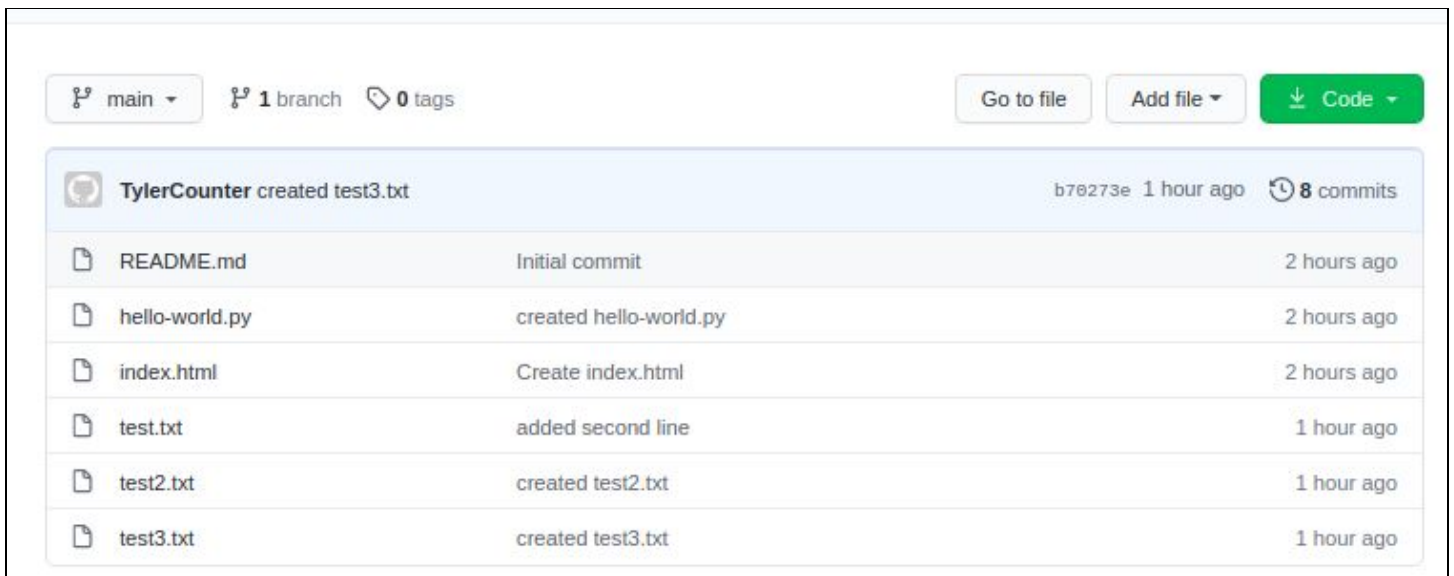 main 1 branch 0 tags Go to file Add file Code
TylerCounter created test3.txt b70273e 1 hour ago 8 commits
README.md Initial commit 2 hours ago
hello-world.py created hello-world.py 2 hours ago
index.html Create index.html 2 hours ago
test.txt added second line 1 hour ago
test2.txt created test2.txt 1 hour ago
test3.txt created test3.txt 1 hour ago